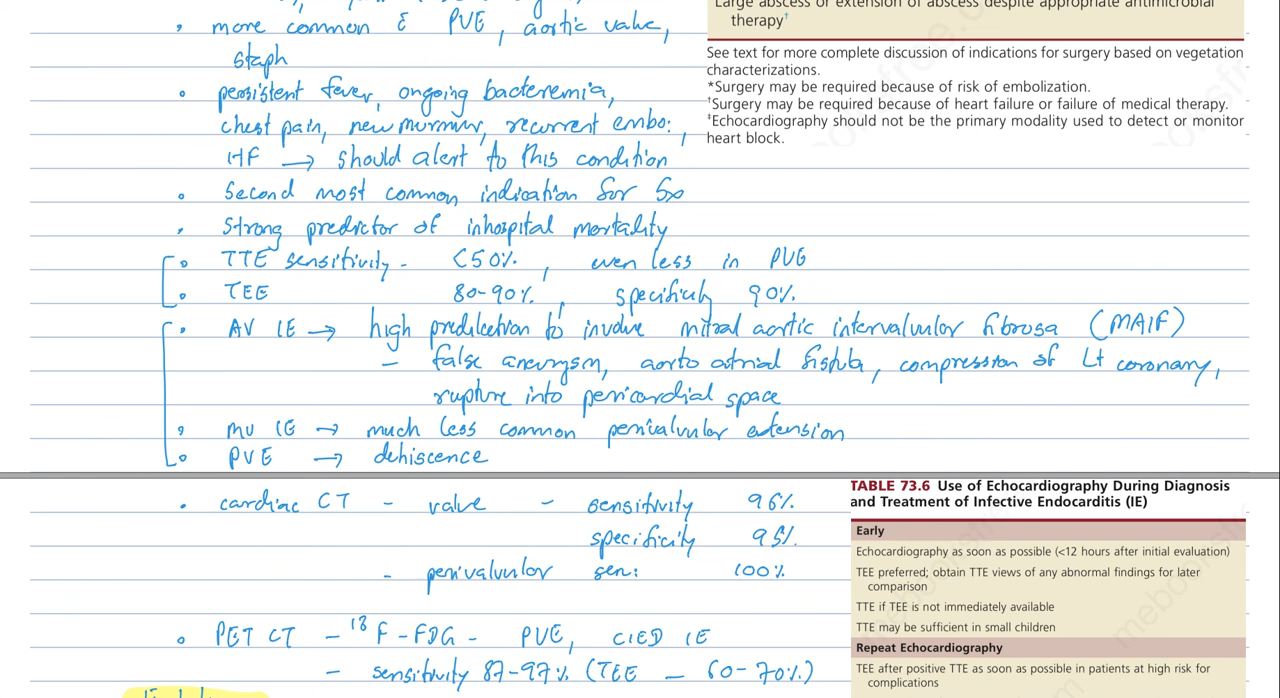 • more common c̄ PVE, aortic valve,
staph
• persistent fever, ongoing bacteremia,
chest pain, new murmur, recurrent embo:,
HF → should alert to this condition
• Second most common indication for Sx
• Strong predictor of inhospital mortality
• TTE sensitivity - <50%, even less in PVE
• TEE 80-90%, specificity 90%.
• AV IE → high predilection to involve mitral aortic intervalvular fibrosa (MAIF)
- false aneurysm, aorto atrial fistula, compression of Lt coronary,
rupture into pericardial space
• MV IE → much less common perivalvular extension
• PVE → dehiscence
Large abscess or extension of abscess despite appropriate antimicrobial
therapy†
See text for more complete discussion of indications for surgery based on vegetation
characterizations.
*Surgery may be required because of risk of embolization.
†Surgery may be required because of heart failure or failure of medical therapy.
‡Echocardiography should not be the primary modality used to detect or monitor
heart block.
• cardiac CT - valve - sensitivity 96%.
specificity 95%.
- perivalvular sen: 100%
• PET CT - 18F-FDG - PVE, CIED IE
- sensitivity 87-97% (TEE - 60-70%)
TABLE 73.6 Use of Echocardiography During Diagnosis
and Treatment of Infective Endocarditis (IE)
Early
Echocardiography as soon as possible (<12 hours after initial evaluation)
TEE preferred; obtain TTE views of any abnormal findings for later
comparison
TTE if TEE is not immediately available
TTE may be sufficient in small children
Repeat Echocardiography
TEE after positive TTE as soon as possible in patients at high risk for
complications